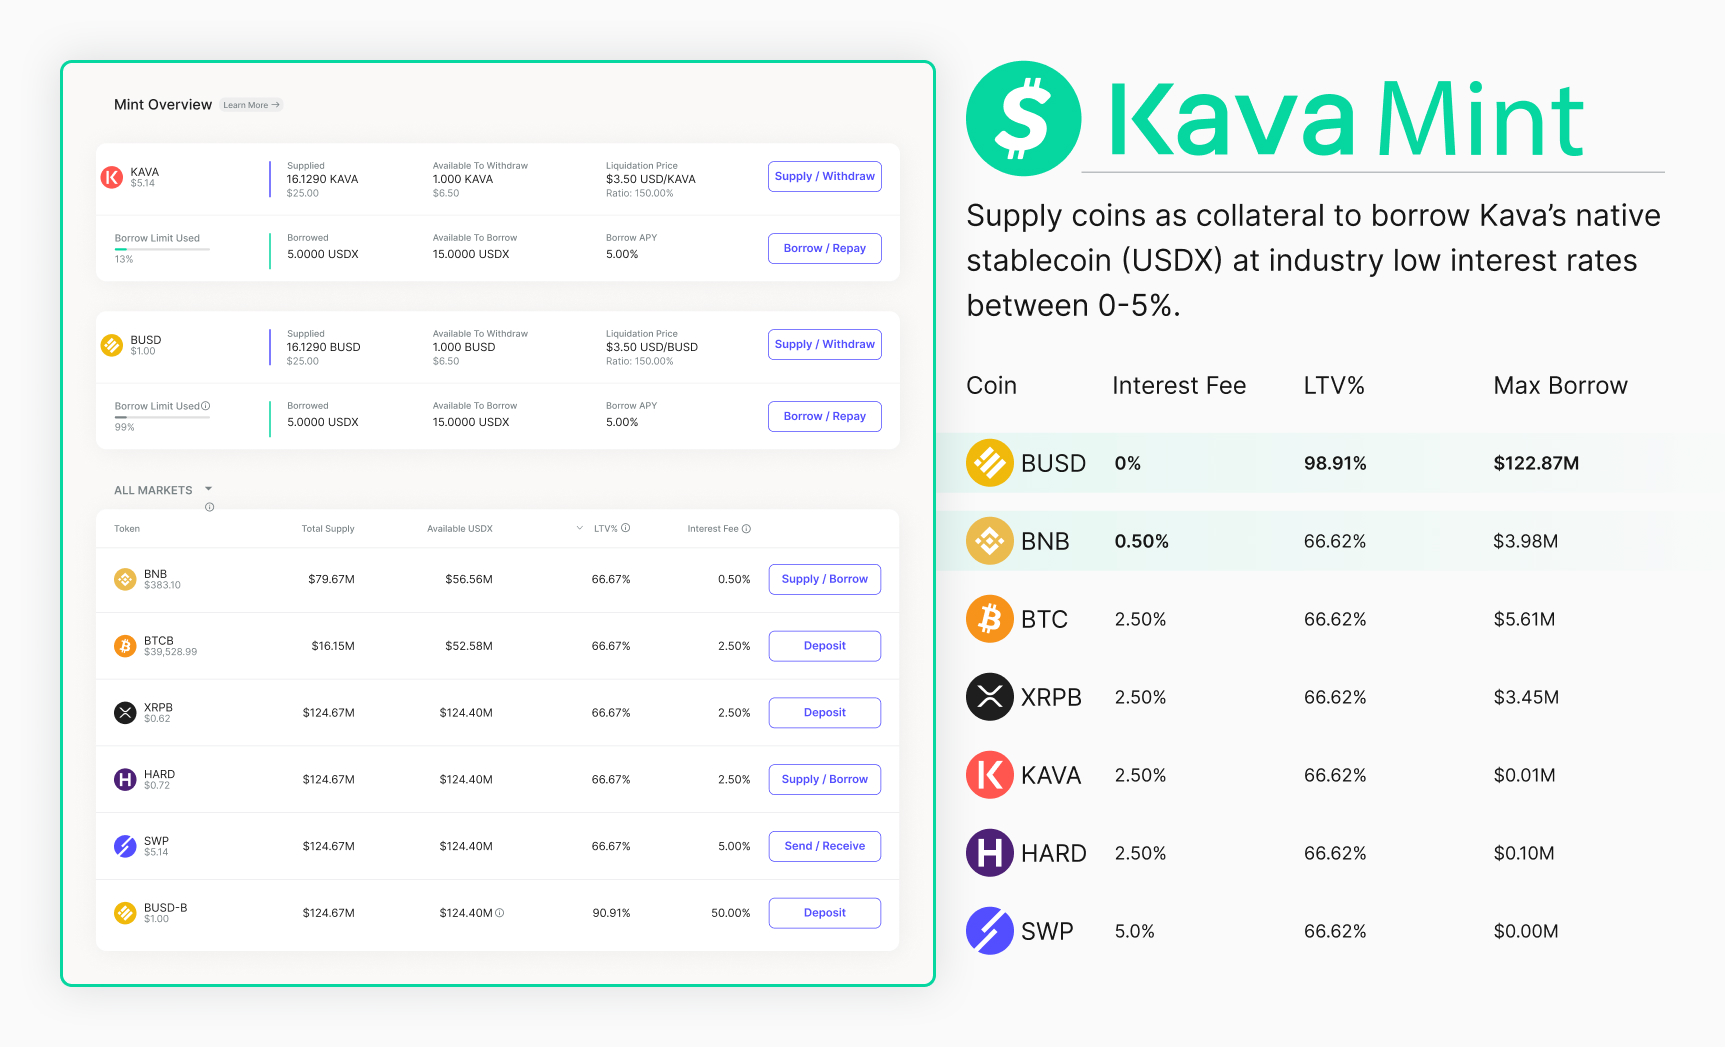 Mint Overview Learn More →
KAVA
$5.14
Supplied
16.1290 KAVA
$25.00
Available To Withdraw
1.000 KAVA
$6.50
Liquidation Price
$3.50 USD/KAVA
Ratio: 150.00%
Supply / Withdraw
Borrow Limit Used
13%
Borrowed
5.0000 USDX
Available To Borrow
15.0000 USDX
Borrow APY
5.00%
Borrow / Repay
BUSD
$1.00
Supplied
16.1290 BUSD
$25.00
Available To Withdraw
1.000 BUSD
$6.50
Liquidation Price
$3.50 USD/BUSD
Ratio: 150.00%
Supply / Withdraw
Borrow Limit Used
99%
Borrowed
5.0000 USDX
Available To Borrow
15.0000 USDX
Borrow APY
5.00%
Borrow / Repay
ALL MARKETS
Token Total Supply Available USDX LTV% Interest Fee
BNB
$383.10
$79.67M $56.56M 66.67% 0.50% Supply / Borrow
BTCB
$39,528.99
$16.15M $52.58M 66.67% 2.50% Deposit
XRPB
$0.62
$124.67M $124.40M 66.67% 2.50% Deposit
HARD
$0.72
$124.67M $124.40M 66.67% 2.50% Supply / Borrow
SWP
$5.14
$124.67M $124.40M 66.67% 5.00% Send / Receive
BUSD-B
$1.00
$124.67M $124.40M 90.91% 50.00% Deposit
Kava Mint
Supply coins as collateral to borrow Kava’s native
stablecoin (USDX) at industry low interest rates
between 0-5%.
Coin Interest Fee LTV% Max Borrow
BUSD 0% 98.91% $122.87M
BNB 0.50% 66.62% $3.98M
BTC 2.50% 66.62% $5.61M
XRPB 2.50% 66.62% $3.45M
KAVA 2.50% 66.62% $0.01M
HARD 2.50% 66.62% $0.10M
SWP 5.0% 66.62% $0.00M